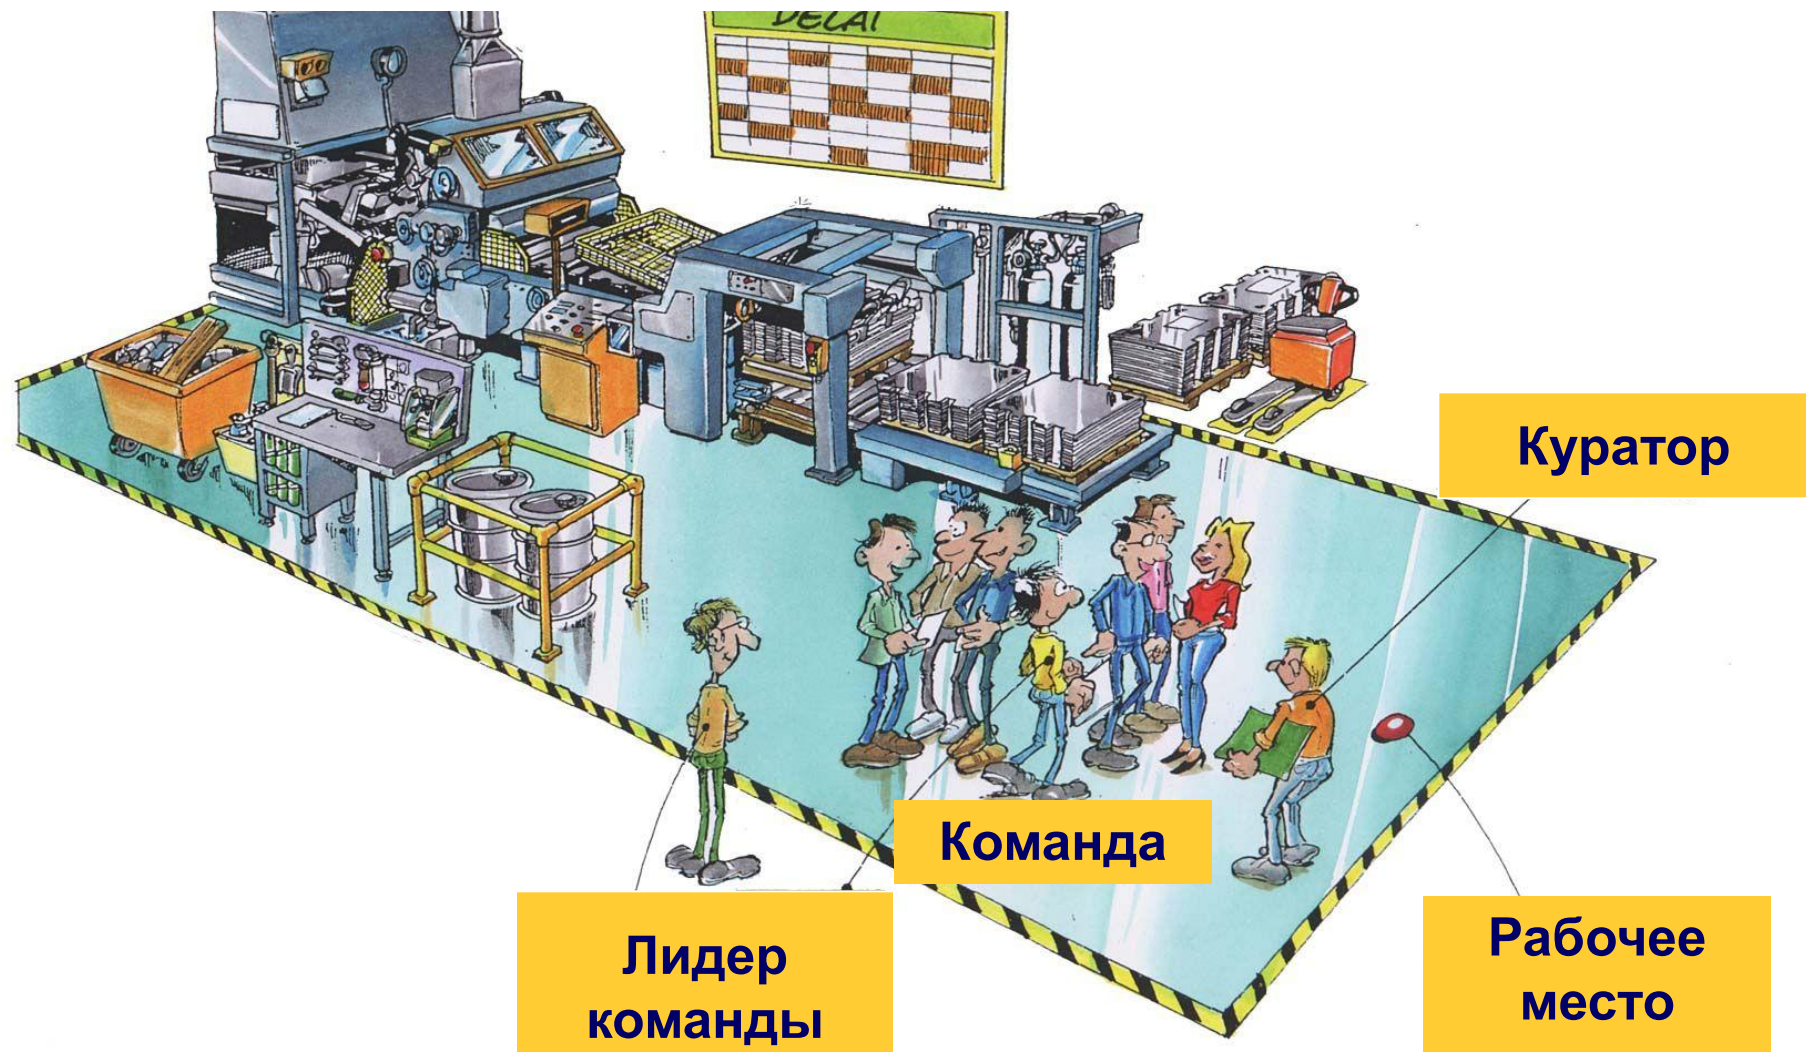 DELAI
Куратор
Команда
Лидер
команды
Рабочее
место